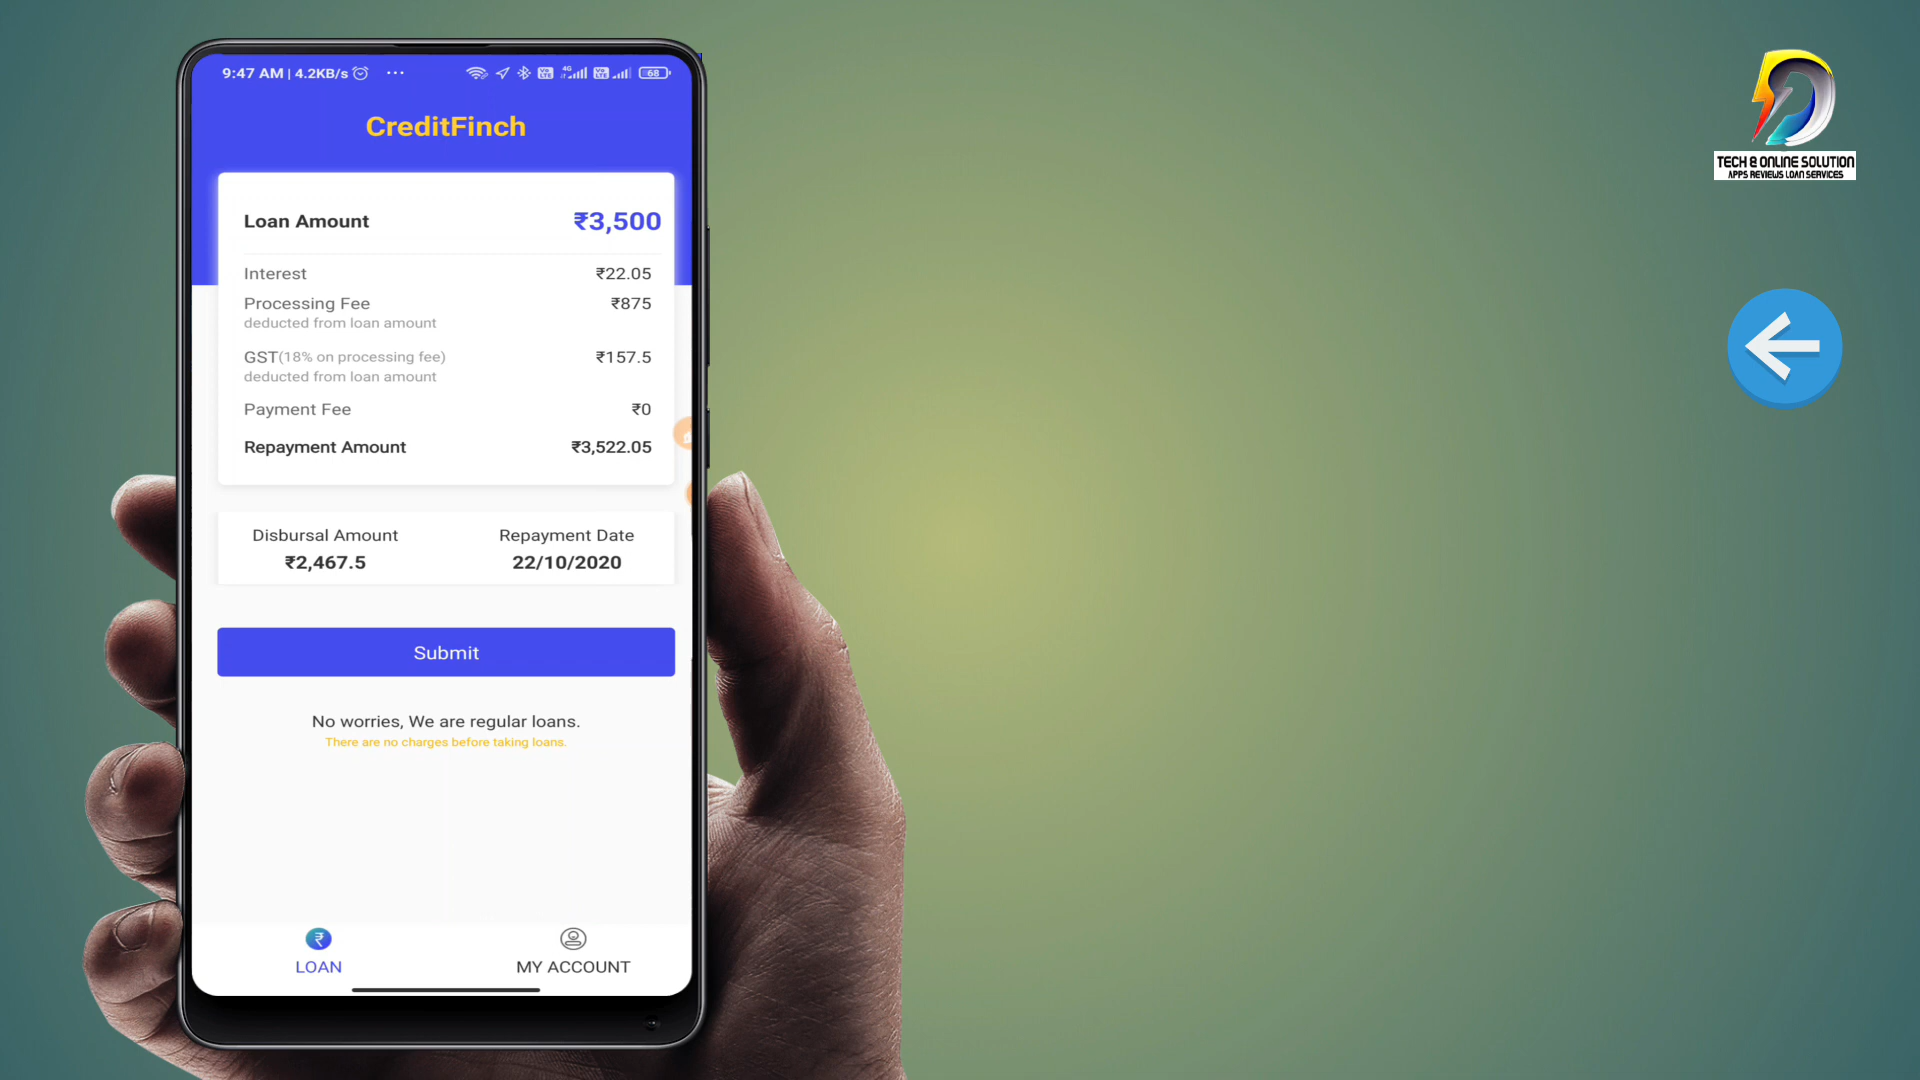 9:47 AM | 4.2KB/s
68
CreditFinch
Loan Amount ₹3,500
Interest ₹22.05
Processing Fee ₹875
deducted from loan amount
GST(18% on processing fee) ₹157.5
deducted from loan amount
Payment Fee ₹0
Repayment Amount ₹3,522.05
Disbursal Amount Repayment Date
₹2,467.5 22/10/2020
Submit
No worries, We are regular loans.
There are no charges before taking loans.
LOAN MY ACCOUNT
TECH & ONLINE SOLUTION
APPS REVIEWS LOAN SERVICES